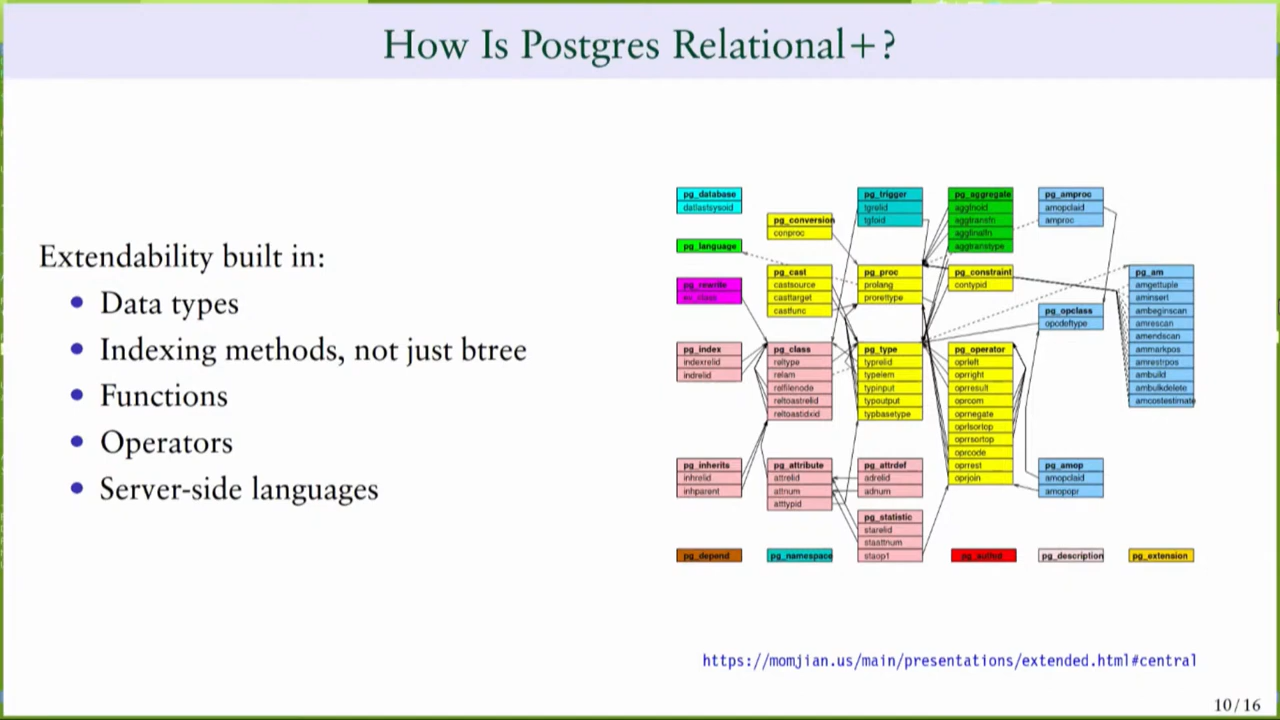 How Is Postgres Relational+?
Extendability built in:
Data types
Indexing methods, not just btree
Functions
Operators
Server-side languages
pg_database
datlastsysoid
pg_language
pg_rewrite
ev_class
pg_index
indexrelid
indrelid
pg_inherits
inhrelid
inhparent
pg_depend
pg_conversion
conproc
pg_cast
castsource
casttarget
castfunc
pg_class
reltype
relam
relfilenode
reltoastrelid
reltoastidxid
pg_attribute
attrelid
attnum
atttypid
pg_namespace
pg_trigger
tgrelid
tgfoid
pg_proc
prolang
prorettype
pg_type
typrelid
typelem
typinput
typoutput
typbasetype
pg_attrdef
adrelid
adnum
pg_statistic
starelid
staattnum
staop1
pg_aggregate
aggfnoid
aggtransfn
aggfinalfn
aggtranstype
pg_constraint
contypid
pg_operator
oprleft
oprright
oprresult
oprcom
oprnegate
oprlsortop
oprrsortop
oprcode
oprrest
oprjoin
pg_authid
pg_amproc
amopclaid
amproc
pg_opclass
opcdeftype
pg_amop
amopclaid
amopopr
pg_description
pg_am
amgettuple
aminsert
ambeginscan
amrescan
amendscan
ammarkpos
amrestrpos
ambuild
ambulkdelete
amcostestimate
pg_extension
https://momjian.us/main/presentations/extended.html#central
10/16